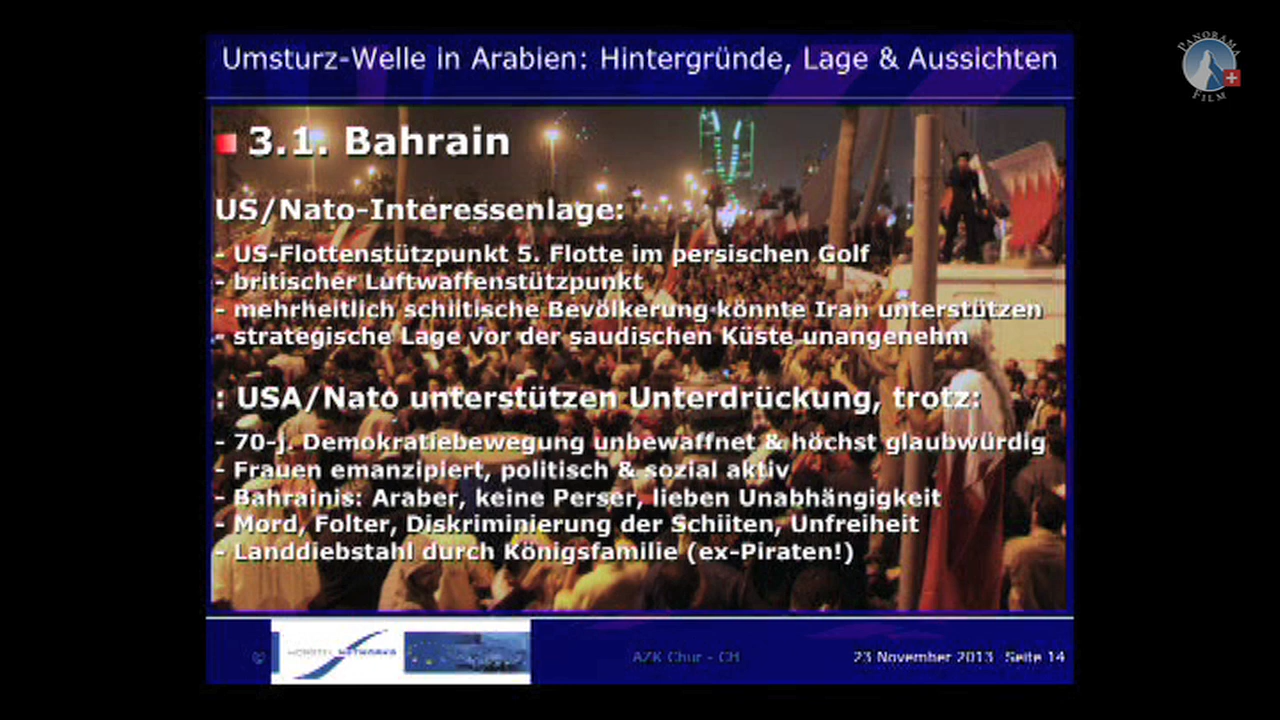 Umsturz-Welle in Arabien: Hintergründe, Lage & Aussichten
PANORAMA
FILM
3.1. Bahrain
US/Nato-Interessenlage:
- US-Flottenstützpunkt 5. Flotte im persischen Golf
- britischer Luftwaffenstützpunkt
- mehrheitlich schiitische Bevölkerung könnte Iran unterstützen
- strategische Lage vor der saudischen Küste unangenehm
: USA/Nato unterstützen Unterdrückung, trotz:
- 70-j. Demokratiebewegung unbewaffnet & höchst glaubwürdig
- Frauen emanzipiert, politisch & sozial aktiv
- Bahrainis: Araber, keine Perser, lieben Unabhängigkeit
- Mord, Folter, Diskriminierung der Schiiten, Unfreiheit
- Landdiebstahl durch Königsfamilie (ex-Piraten!)
© NETWORKS
AZK Chur - CH
23 November 2013 Seite 14